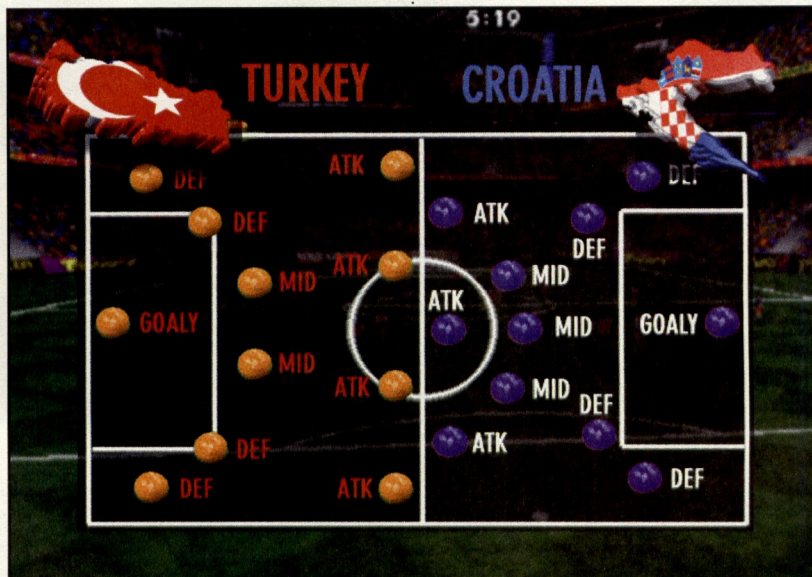 5:19
TURKEY CROATIA
DEF ATK DEF
DEF ATK DEF
ATK MID MID
GOALY ATK MID GOALY
MID ATK MID DEF
DEF ATK
DEF ATK DEF